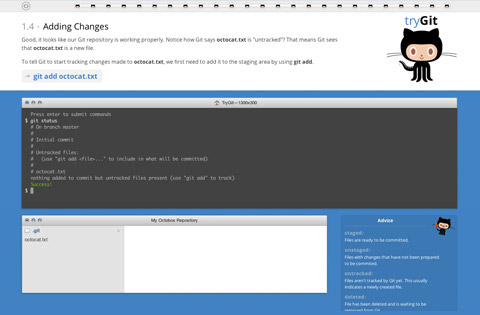 tryGit
1.4 · Adding Changes
Good, it looks like our Git repository is working properly. Notice how Git says octocat.txt is "untracked"? That means Git sees
that octocat.txt is a new file.
To tell Git to start tracking changes made to octocat.txt, we first need to add it to the staging area by using git add.
→ git add octocat.txt
TryGit — 1300x300
Press enter to submit commands
$ git status
# On branch master
#
# Initial commit
#
# Untracked files:
#   (use "git add <file>..." to include in what will be committed)
#
# octocat.txt
nothing added to commit but untracked files present (use "git add" to track)
Success!
$
My Octobox Repository
.git
octocat.txt
Advice
staged:
Files are ready to be committed.
unstaged:
Files with changes that have not been prepared
to be committed.
untracked:
Files aren't tracked by Git yet. This usually
indicates a newly created file.
deleted:
File has been deleted and is waiting to be
removed from Git